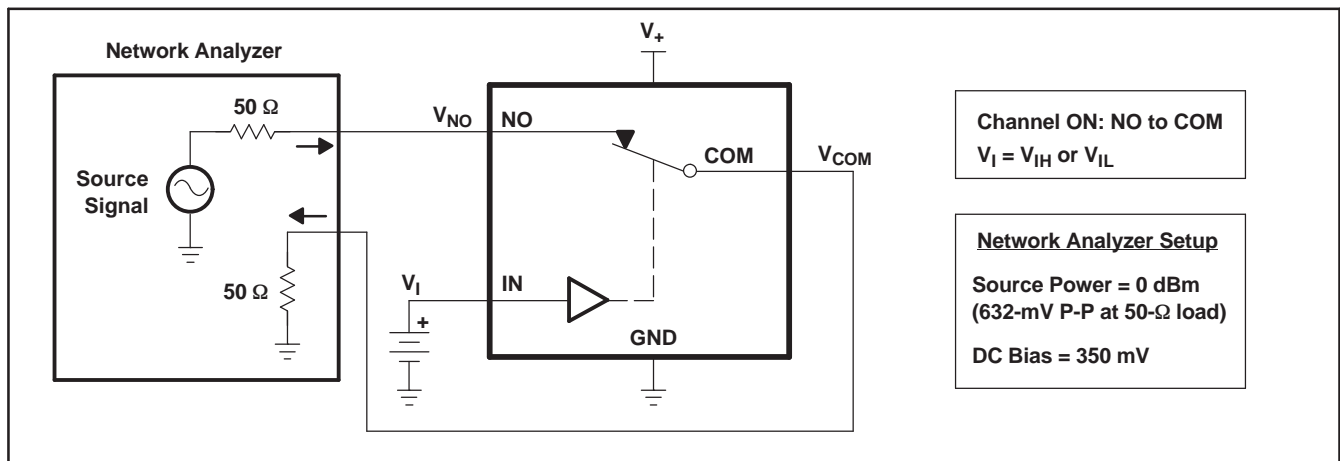 Network Analyzer
50 Ω
Source
Signal
50 Ω
V+
VNO
NO
COM
VCOM
VI
IN
+
GND
Channel ON: NO to COM
VI = VIH or VIL
Network Analyzer Setup
Source Power = 0 dBm
(632-mV P-P at 50-Ω load)
DC Bias = 350 mV